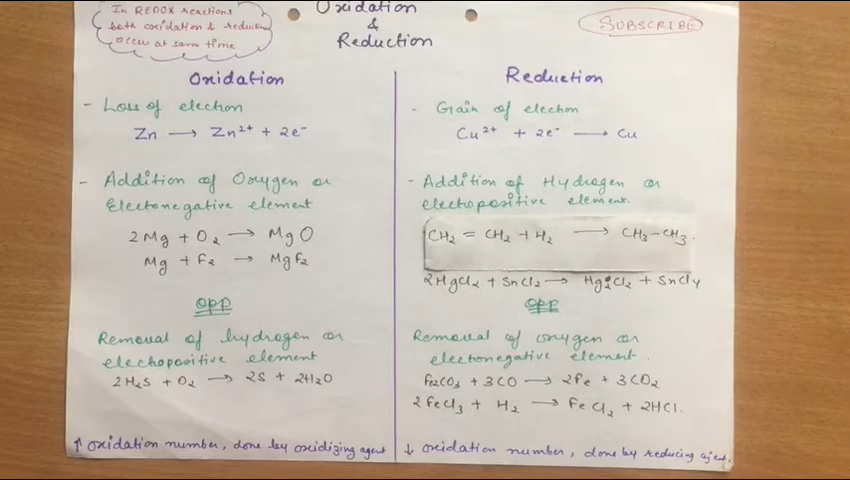 In REDOX reactions
both oxidation & reduction
occur at same time
Oxidation
&
Reduction
SUBSCRIBE
Oxidation
- Loss of electron
Zn → Zn²⁺ + 2e⁻
- Addition of Oxygen or
Electonegative element
2Mg + O₂ → MgO
Mg + F₂ → MgF₂
OPP
Removal of hydrogen or
electopositive element
2H₂S + O₂ → 2S + 2H₂O
↑ oxidation number, done by oxidizing agent
Reduction
- Grain of electron
Cu²⁺ + 2e⁻ → Cu
- Addition of Hydrogen or
electopositive element.
CH₂ = CH₂ + H₂ → CH₃-CH₃.
2HgCl₂ + SnCl₂ → Hg₂Cl₂ + SnCl₄
OPP
Removal of oxygen or
electonegative element.
+ 3CO → 2Fe + 3CO₂
2FeCl₃ + H₂ → FeCl₂ + 2HCl.
↓ oxidation number, done by reducing agent.